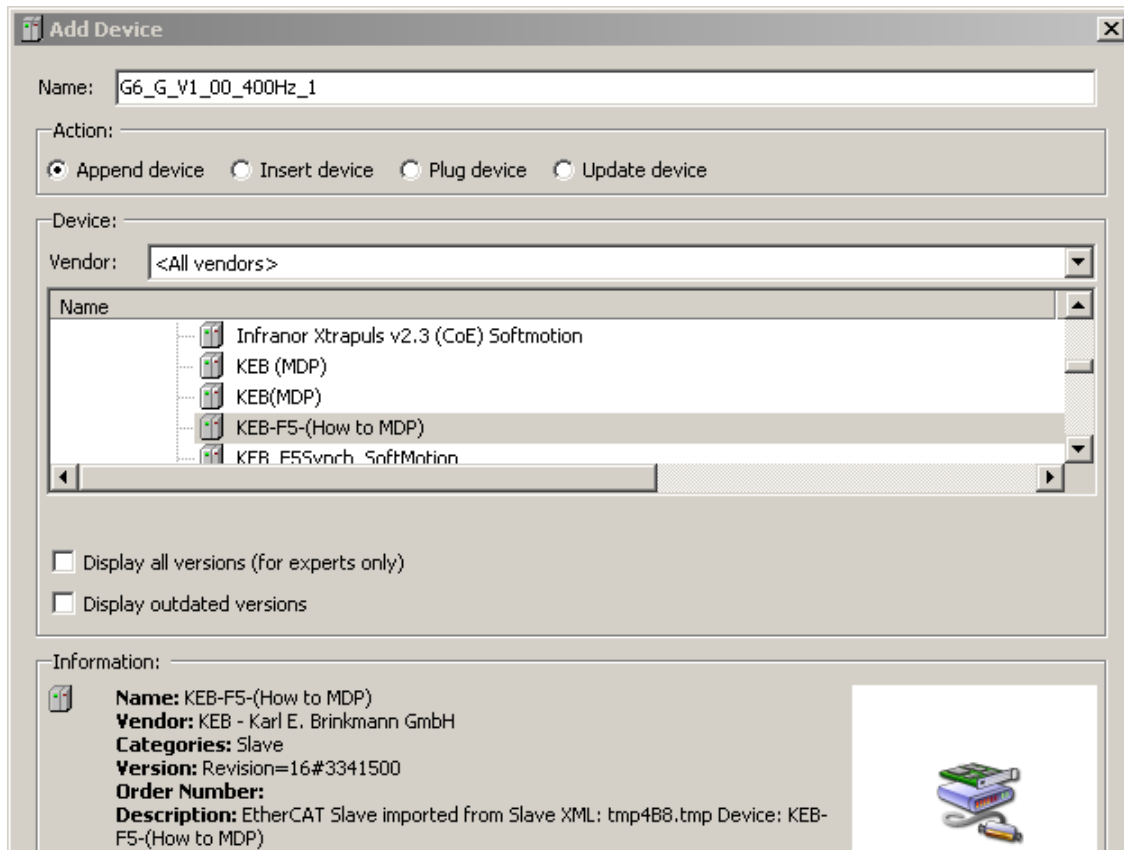 Add Device
Name: G6_G_V1_00_400Hz_1
Action:
Append device Insert device Plug device Update device
Device:
Vendor: <All vendors>
Name
Infranor Xtrapuls v2.3 (CoE) Softmotion
KEB (MDP)
KEB(MDP)
KEB-F5-(How to MDP)
KEB_F5Synch_SoftMotion
Display all versions (for experts only)
Display outdated versions
Information:
Name: KEB-F5-(How to MDP)
Vendor: KEB - Karl E. Brinkmann GmbH
Categories: Slave
Version: Revision=16#3341500
Order Number:
Description: EtherCAT Slave imported from Slave XML: tmp4B8.tmp Device: KEB-
F5-(How to MDP)